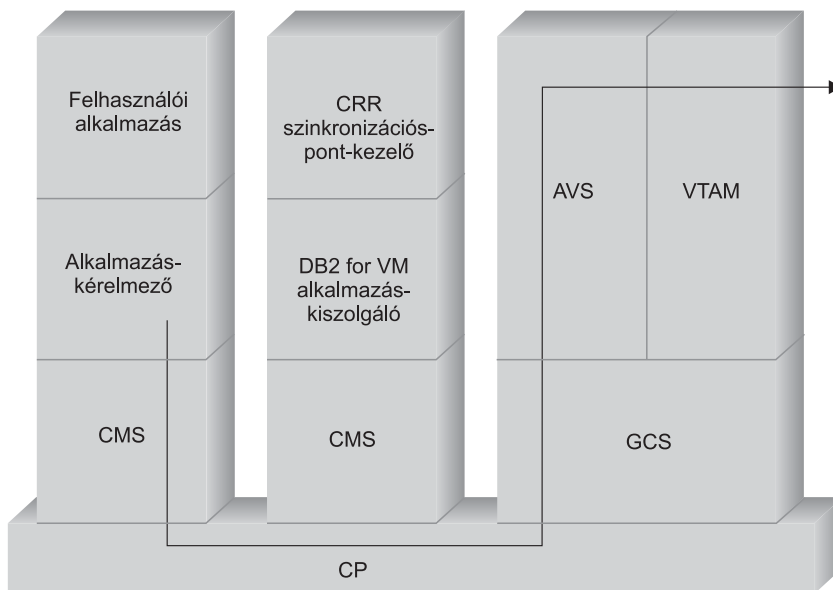 Felhasználói
alkalmazás
Alkalmazás-
kérelmező
CMS
CRR
szinkronizációs-
pont-kezelő
DB2 for VM
alkalmazás-
kiszolgáló
CMS
AVS
VTAM
GCS
CP